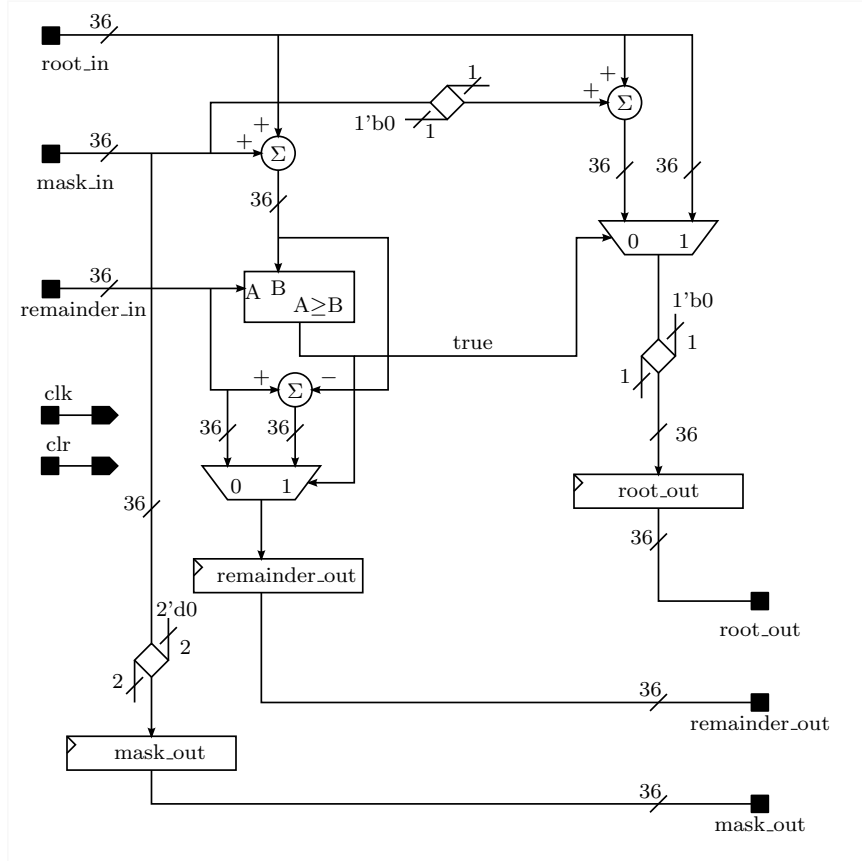 36
root_in
1
+
+
1'b0
1
Σ
36
+
+
Σ
mask_in
36
36
36
0
1
36
A
B
A≥B
remainder_in
1'b0
1
true
1
clk
+
Σ
−
clr
36
36
36
0
1
root_out
36
36
remainder_out
2'd0
2
2
root_out
36
remainder_out
mask_out
36
mask_out